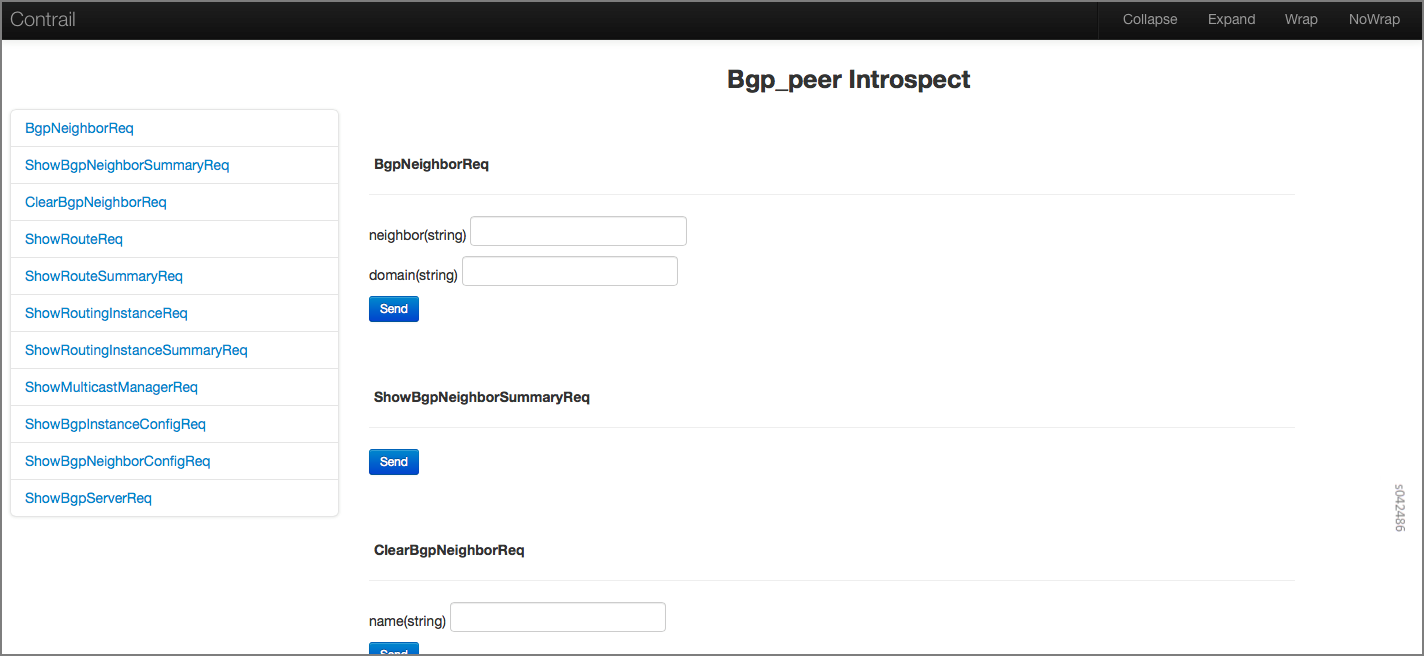 Contrail
Collapse Expand Wrap NoWrap
Bgp_peer Introspect
BgpNeighborReq
ShowBgpNeighborSummaryReq
ClearBgpNeighborReq
ShowRouteReq
ShowRouteSummaryReq
ShowRoutingInstanceReq
ShowRoutingInstanceSummaryReq
ShowMulticastManagerReq
ShowBgpInstanceConfigReq
ShowBgpNeighborConfigReq
ShowBgpServerReq
BgpNeighborReq
neighbor(string)
domain(string)
Send
ShowBgpNeighborSummaryReq
Send
ClearBgpNeighborReq
name(string)
Send
s042486